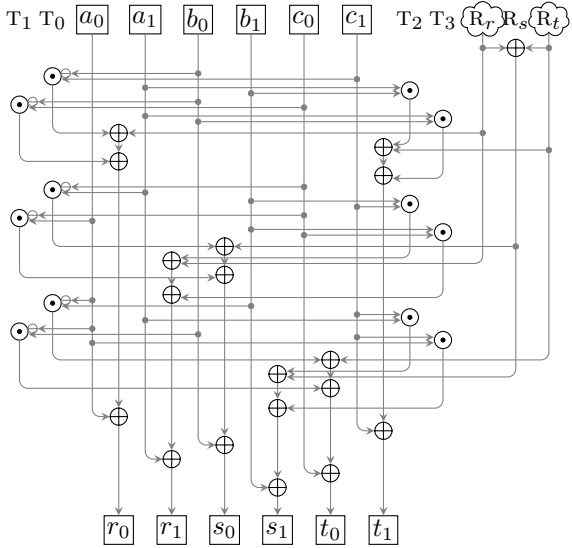 T₁ T₀ a₀ a₁ b₀ b₁ c₀ c₁ T₂ T₃ Rᵣ Rₛ Rₜ
r₀ r₁ s₀ s₁ t₀ t₁